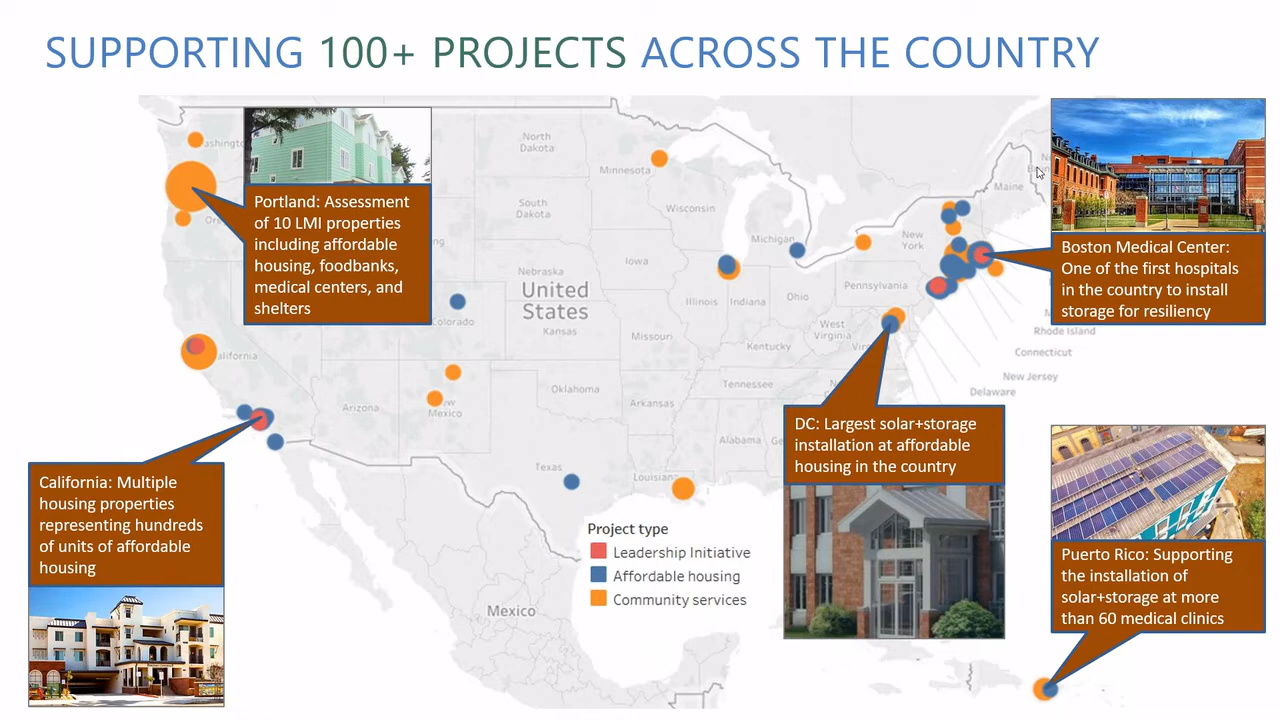 SUPPORTING 100+ PROJECTS ACROSS THE COUNTRY
Portland: Assessment
of 10 LMI properties
including affordable
housing, foodbanks,
medical centers, and
shelters
Boston Medical Center:
One of the first hospitals
in the country to install
storage for resiliency
DC: Largest solar+storage
installation at affordable
housing in the country
California: Multiple
housing properties
representing hundreds
of units of affordable
housing
Puerto Rico: Supporting
the installation of
solar+storage at more
than 60 medical clinics
Project type
Leadership Initiative
Affordable housing
Community services
North
Dakota
Minnesota
South
Dakota
Wisconsin
Michigan
New
York
Maine
Iowa
Nebraska
United
States
Illinois
Indiana
Ohio
Pennsylvania
Colorado
Kansas
Missouri
West
Virginia
Kentucky
Rhode Island
Connecticut
New Jersey
Delaware
alifornia
Arizona
Mexico
Oklahoma
Arkansas
Tennessee
Alabama
Texas
Louisian
Mexico